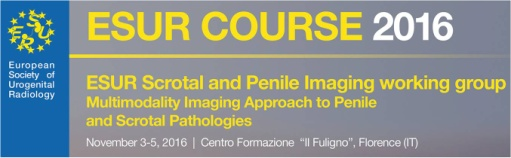 ESUR
European
Society of
Urogenital
Radiology
ESUR COURSE 2016
ESUR Scrotal and Penile Imaging working group
Multimodality Imaging Approach to Penile
and Scrotal Pathologies
November 3-5, 2016 | Centro Formazione "Il Fuligno", Florence (IT)